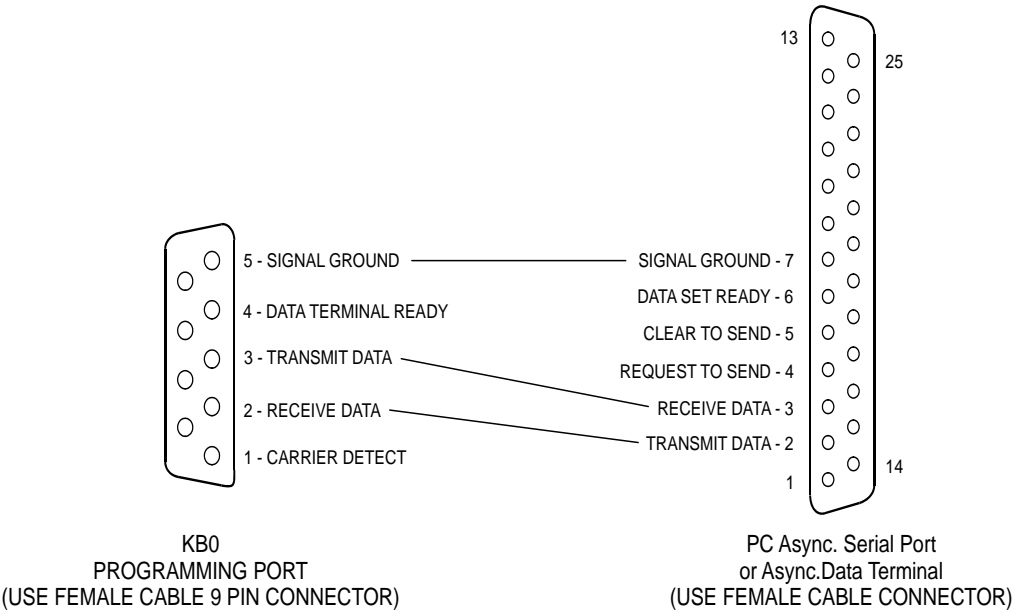 13
25
5 - SIGNAL GROUND
4 - DATA TERMINAL READY
3 - TRANSMIT DATA
2 - RECEIVE DATA
1 - CARRIER DETECT
SIGNAL GROUND - 7
DATA SET READY - 6
CLEAR TO SEND - 5
REQUEST TO SEND - 4
RECEIVE DATA - 3
TRANSMIT DATA - 2
1
14
KB0
PROGRAMMING PORT
(USE FEMALE CABLE 9 PIN CONNECTOR)
PC Async. Serial Port
or Async.Data Terminal
(USE FEMALE CABLE CONNECTOR)